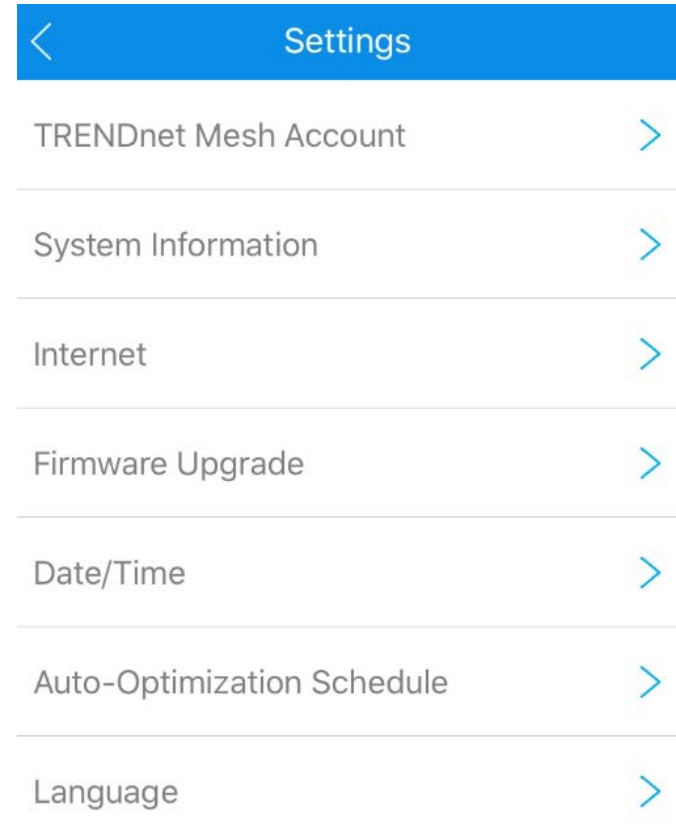 Settings
TRENDnet Mesh Account
System Information
Internet
Firmware Upgrade
Date/Time
Auto-Optimization Schedule
Language